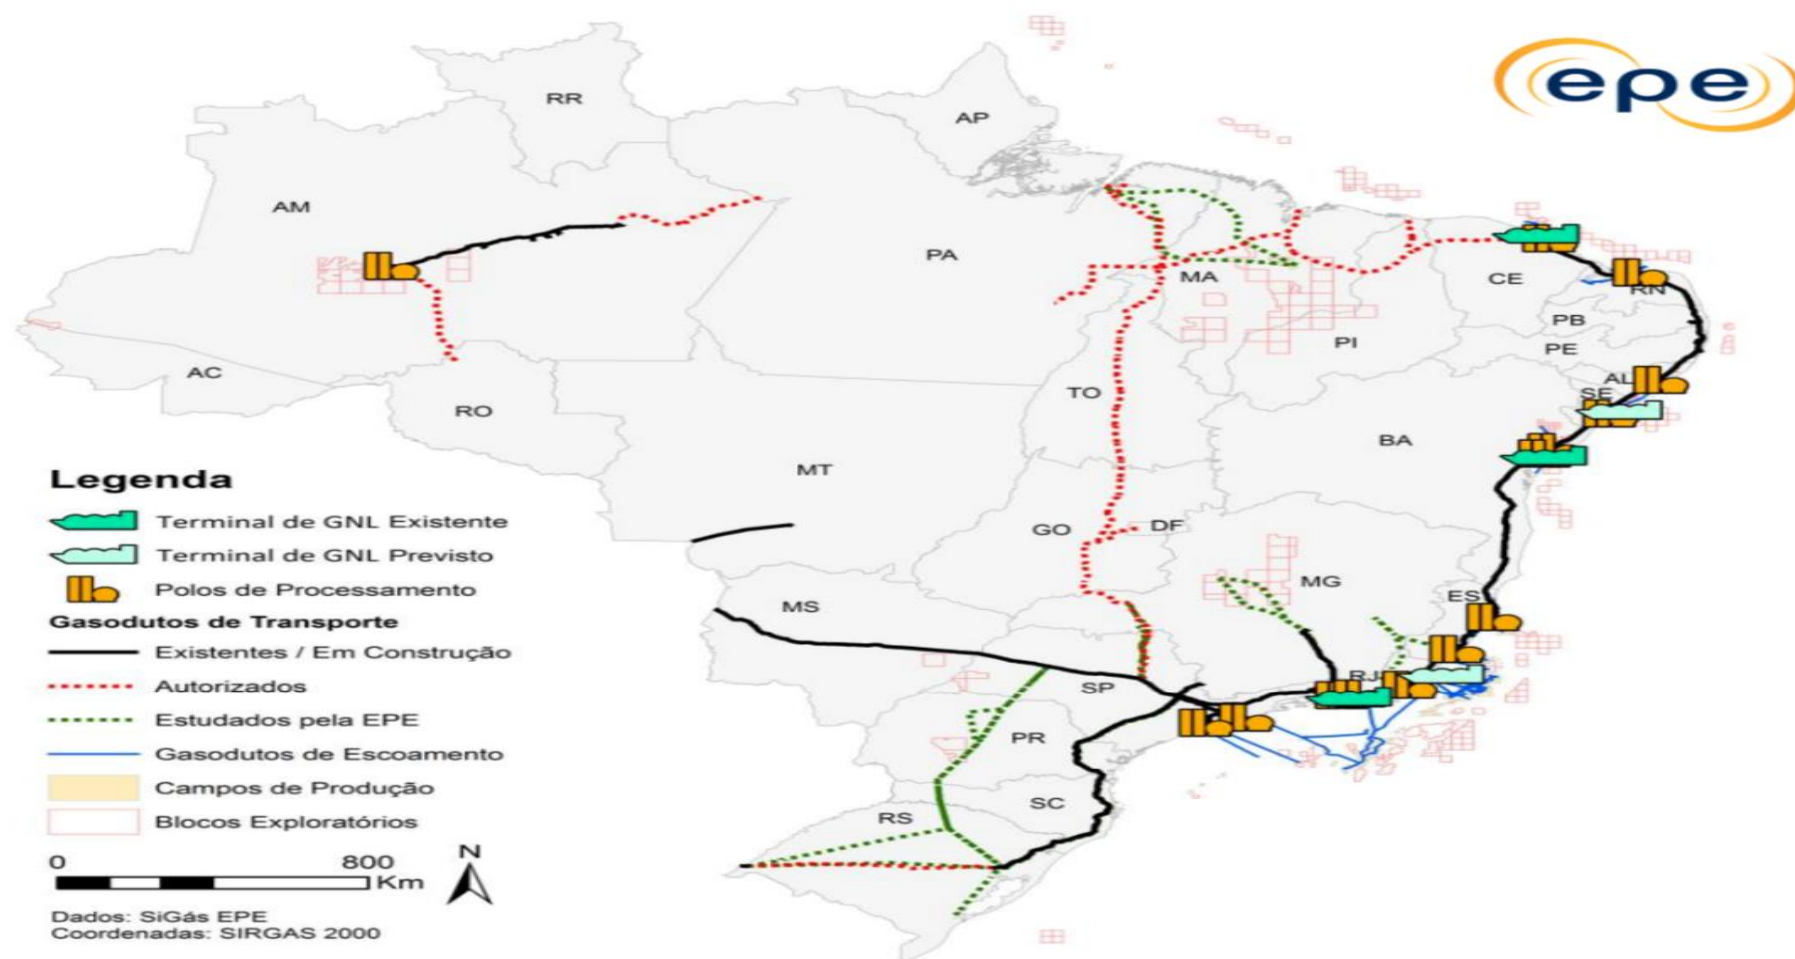 epe
RR
AP
AM
PA
MA
CE
RN
PB
PE
PI
AL
SE
AC
TO
RO
BA
MT
GO
DF
MG
ES
MS
RJ
SP
PR
SC
RS
Legenda
Terminal de GNL Existente
Terminal de GNL Previsto
Polos de Processamento
Gasodutos de Transporte
Existentes / Em Construção
Autorizados
Estudados pela EPE
Gasodutos de Escoamento
Campos de Produção
Blocos Exploratórios
0 800
Km
N
Dados: SiGás EPE
Coordenadas: SIRGAS 2000